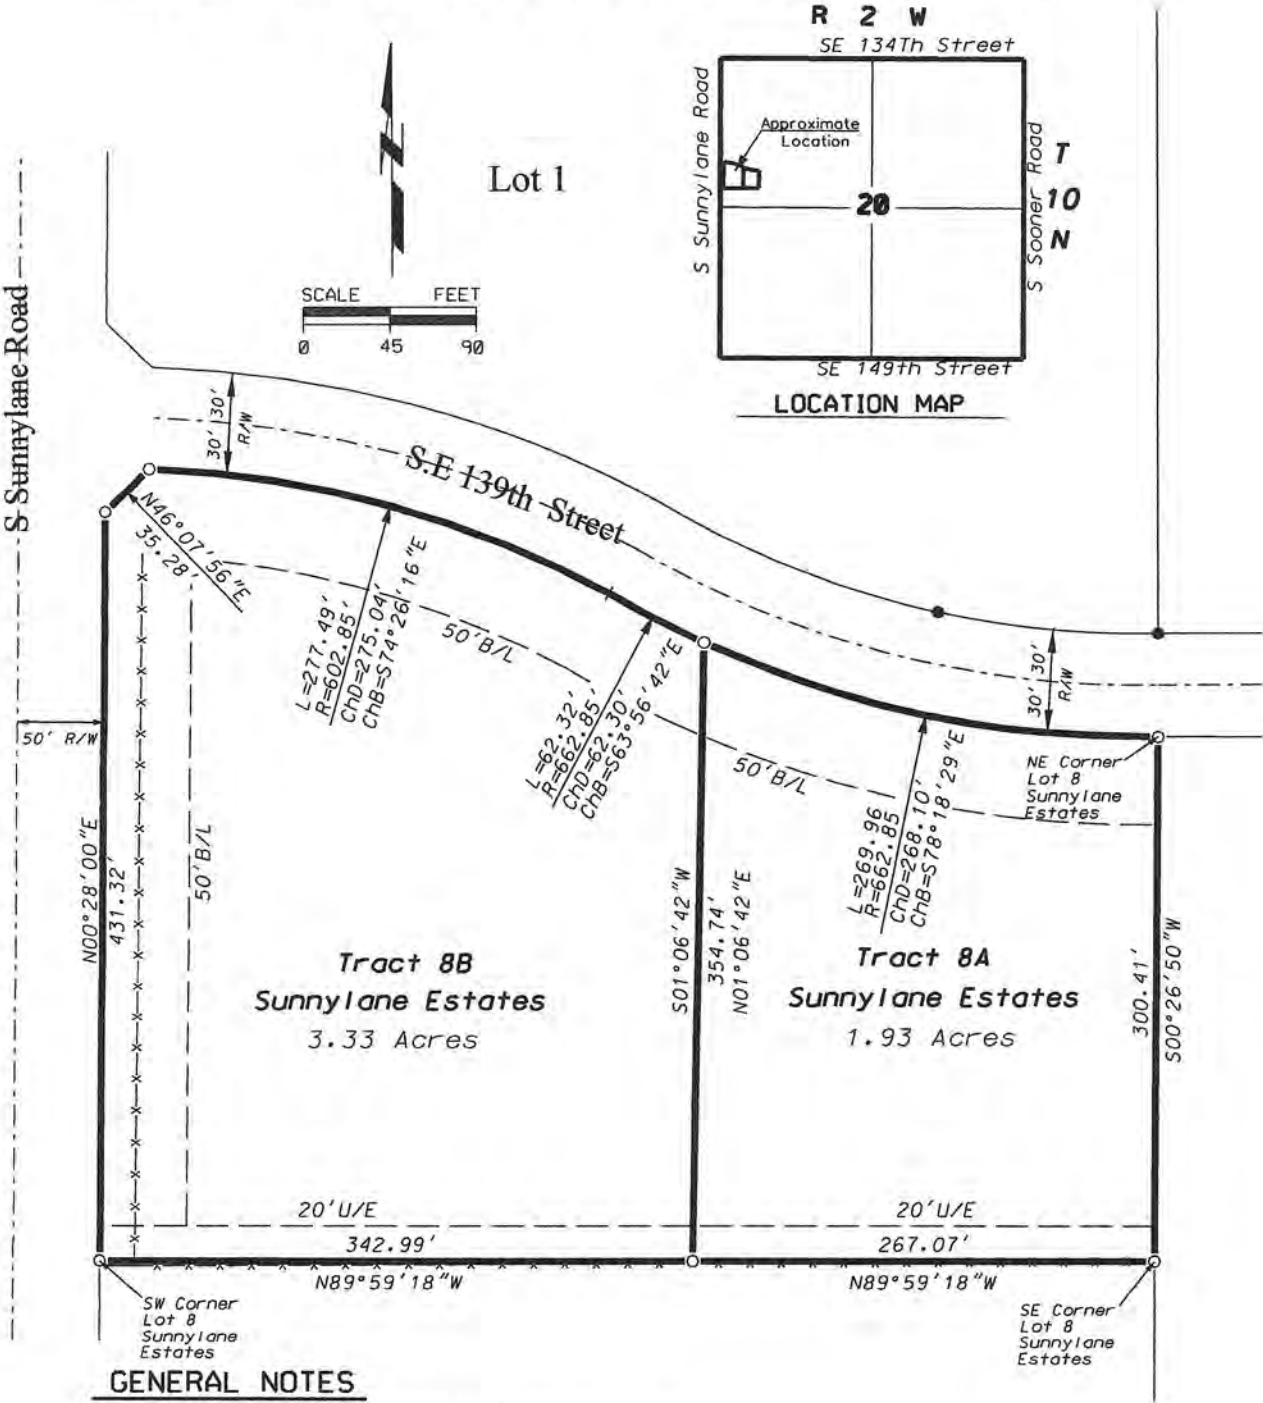 R 2 W
SE 134Th Street
S Sunnylane Road
Approximate
Location
20
S Sooner Road
T
10
N
SE 149th Street
LOCATION MAP
Lot 1
SCALE FEET
0 45 90
S Sunnylane Road
30' 30'
R/W
S.E 139th Street
N46°07'56"E
35.28'
L=277.49'
R=602.85'
ChD=275.04'
ChB=S74°26'16"E
50'B/L
L=62.32'
R=662.85'
ChD=62.30'
ChB=S63°56'42"E
30' 30'
R/W
50' R/W
50'B/L
NE Corner
Lot 8
Sunnylane
Estates
L=269.96
R=662.85
ChD=268.10'
ChB=S78°18'29"E
N00°28'00"E
431.32'
50'B/L
S01°06'42"W
354.74'
N01°06'42"E
Tract 8B
Sunnylane Estates
3.33 Acres
Tract 8A
Sunnylane Estates
1.93 Acres
300.41'
S00°26'50"W
20'U/E
20'U/E
342.99'
267.07'
N89°59'18"W
N89°59'18"W
SW Corner
Lot 8
Sunnylane
Estates
SE Corner
Lot 8
Sunnylane
Estates
GENERAL NOTES